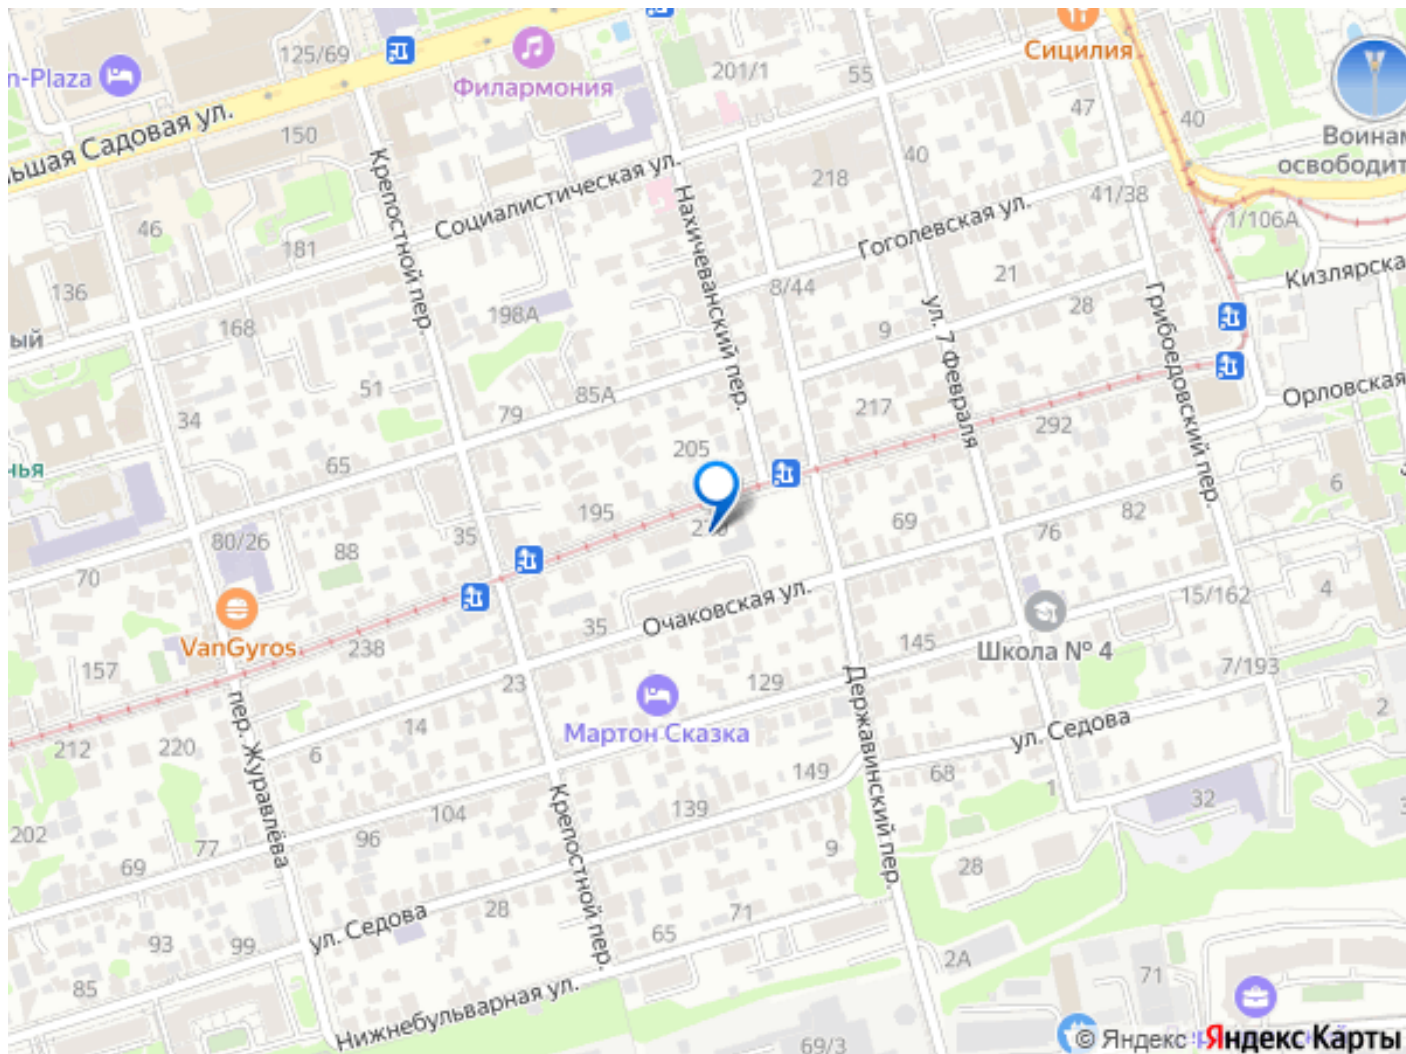 125/69
Сицилия
n-Plaza
Филармония
201/1
55
47
40
Воинам
освободит
ьшая Садовая ул.
150
Крепостной пер.
Социалистическая ул.
Нахичеванский пер.
40
218
41/38
Гоголевская ул.
1/106А
46
181
136
168
198А
8/44
21
28
9
Кизлярска
ул. 7 Февраля
Грибоедовский пер.
ый
51
85А
79
34
217
292
Орловская
нья
65
205
195
35
80/26
88
70
69
76
82
6
4
VanGyros
238
35
Очаковская ул.
145
Школа № 4
15/162
157
23
129
7/193
Мартон Сказка
пер. Журавлёва
14
6
212
220
Державинский пер.
ул. Седова
2
149
68
1
32
202
77
96
104
139
69
Крепостной пер.
9
28
ул. Седова
28
71
65
93
99
85
Нижнебульварная ул.
2А
71
69/3
© Яндекс
Яндекс Карты